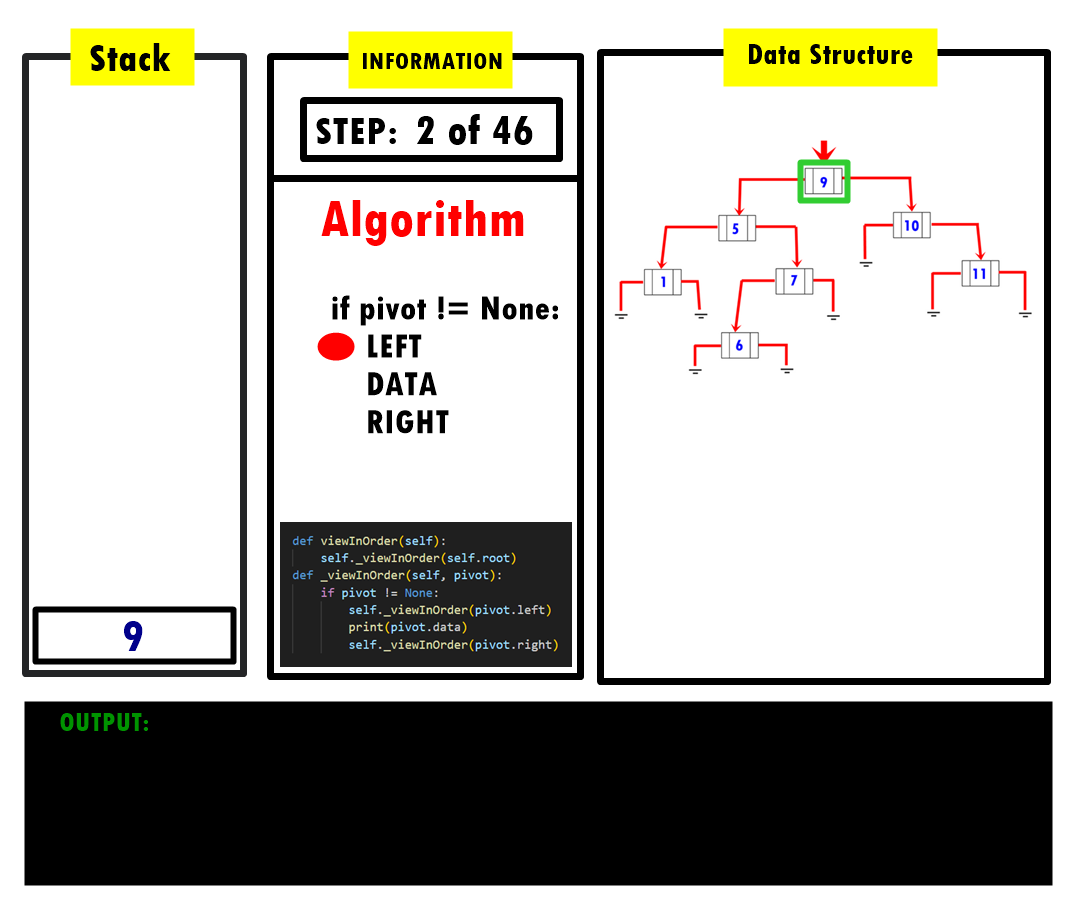 Stack
9
INFORMATION
STEP: 2 of 46
Algorithm
if pivot != None:
LEFT
DATA
RIGHT
def viewInOrder(self):
    self._viewInOrder(self.root)
def _viewInOrder(self, pivot):
    if pivot != None:
        self._viewInOrder(pivot.left)
        print(pivot.data)
        self._viewInOrder(pivot.right)
Data Structure
9
5
10
1
7
11
6
OUTPUT: